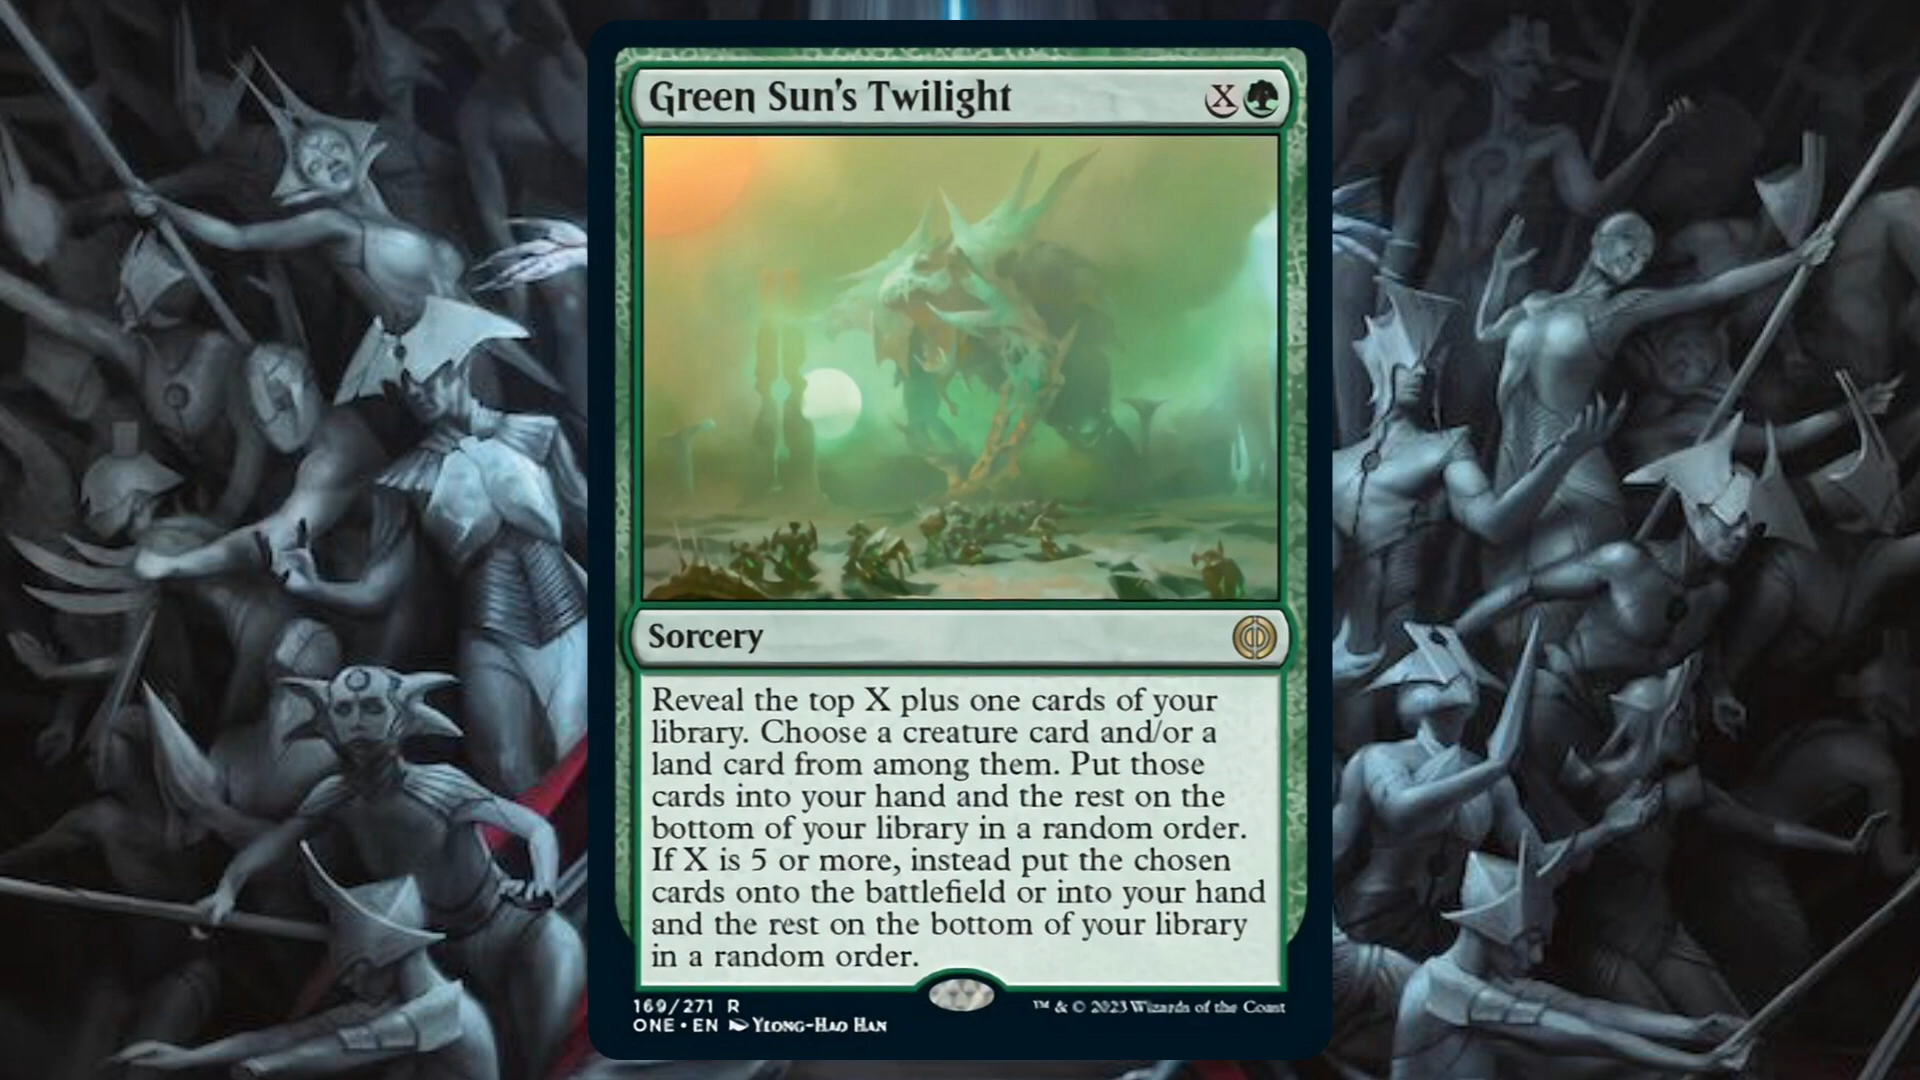 Green Sun's Twilight X
Sorcery
Reveal the top X plus one cards of your
library. Choose a creature card and/or a
land card from among them. Put those
cards into your hand and the rest on the
bottom of your library in a random order.
If X is 5 or more, instead put the chosen
cards onto the battlefield or into your hand
and the rest on the bottom of your library
in a random order.
169/271 R
ONE • EN Yeong-Hao Han
™ & © 2023 Wizards of the Coast